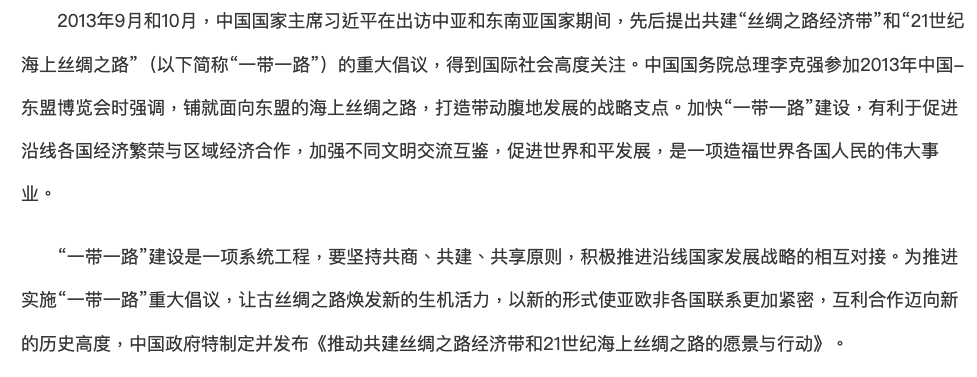 2013年9月和10月，中国国家主席习近平在出访中亚和东南亚国家期间，先后提出共建“丝绸之路经济带”和“21世纪
海上丝绸之路”（以下简称“一带一路”）的重大倡议，得到国际社会高度关注。中国国务院总理李克强参加2013年中国–
东盟博览会时强调，铺就面向东盟的海上丝绸之路，打造带动腹地发展的战略支点。加快“一带一路”建设，有利于促进
沿线各国经济繁荣与区域经济合作，加强不同文明交流互鉴，促进世界和平发展，是一项造福世界各国人民的伟大事
业。
“一带一路”建设是一项系统工程，要坚持共商、共建、共享原则，积极推进沿线国家发展战略的相互对接。为推进
实施“一带一路”重大倡议，让古丝绸之路焕发新的生机活力，以新的形式使亚欧非各国联系更加紧密，互利合作迈向新
的历史高度，中国政府特制定并发布《推动共建丝绸之路经济带和21世纪海上丝绸之路的愿景与行动》。